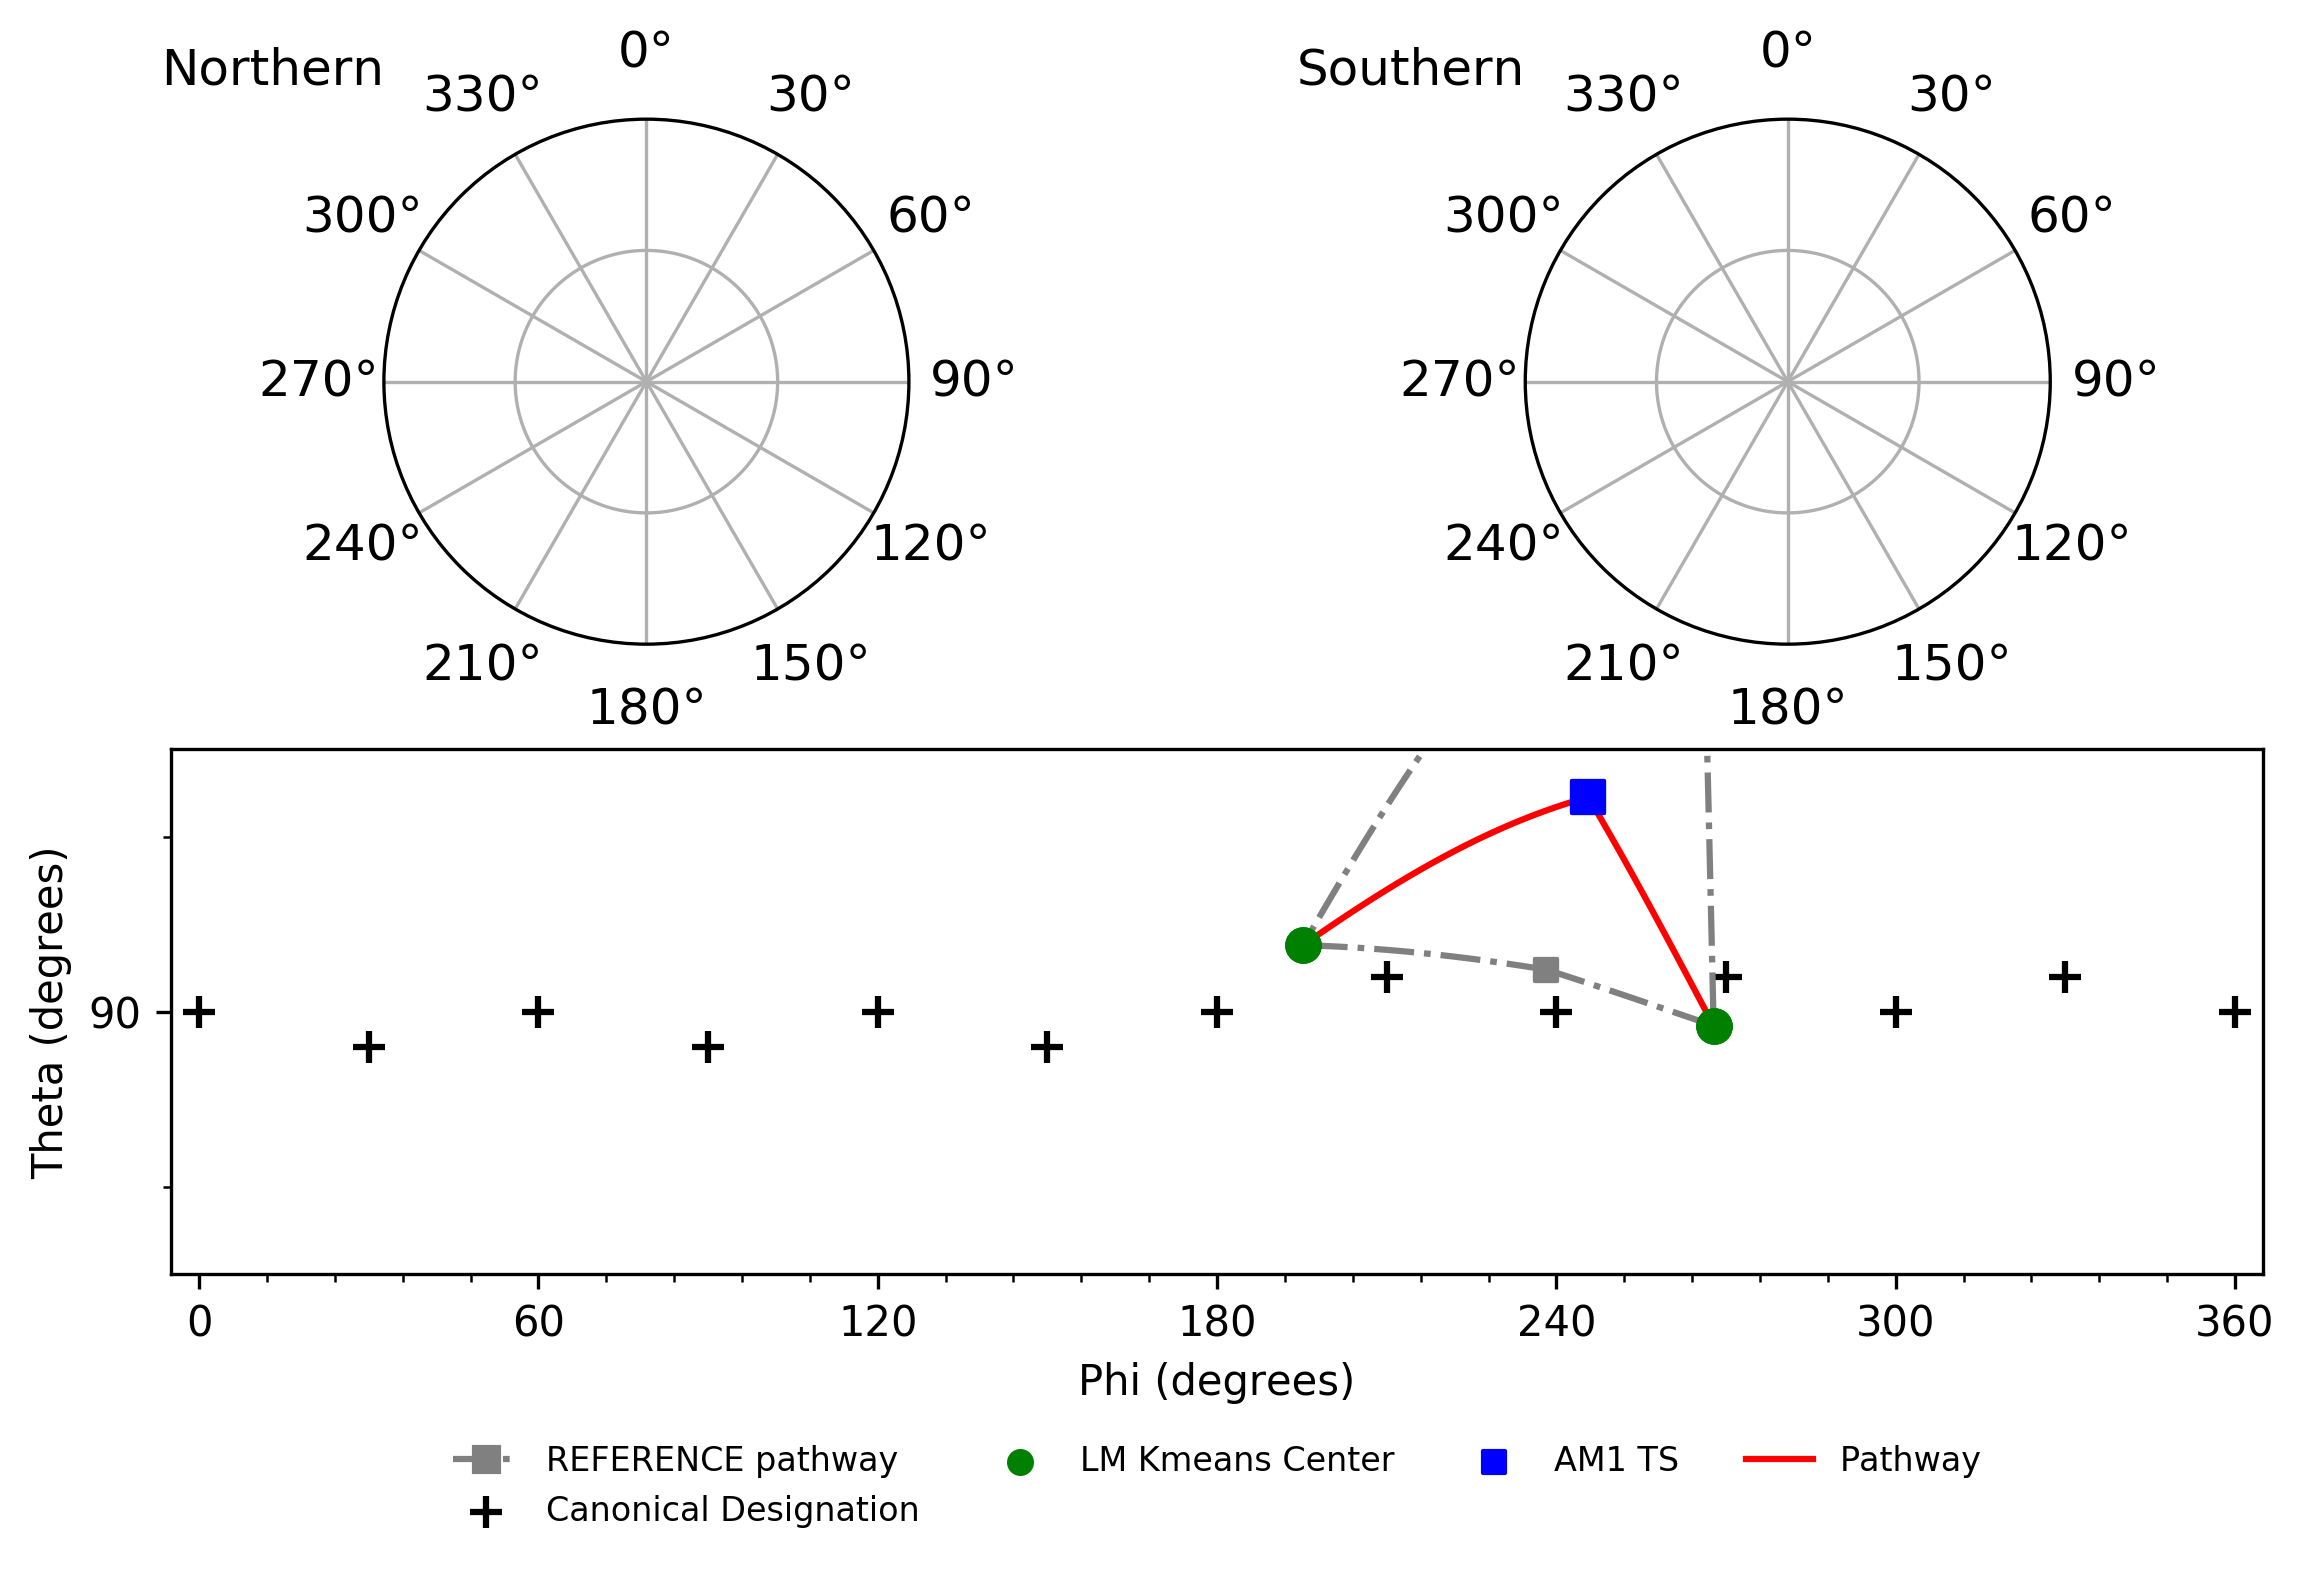 Northern
0°
30°
60°
90°
120°
150°
180°
210°
240°
270°
300°
330°
Southern
0°
30°
60°
90°
120°
150°
180°
210°
240°
270°
300°
330°
Theta (degrees)
90
0 60 120 180 240 300 360
Phi (degrees)
REFERENCE pathway
Canonical Designation
LM Kmeans Center
AM1 TS
Pathway